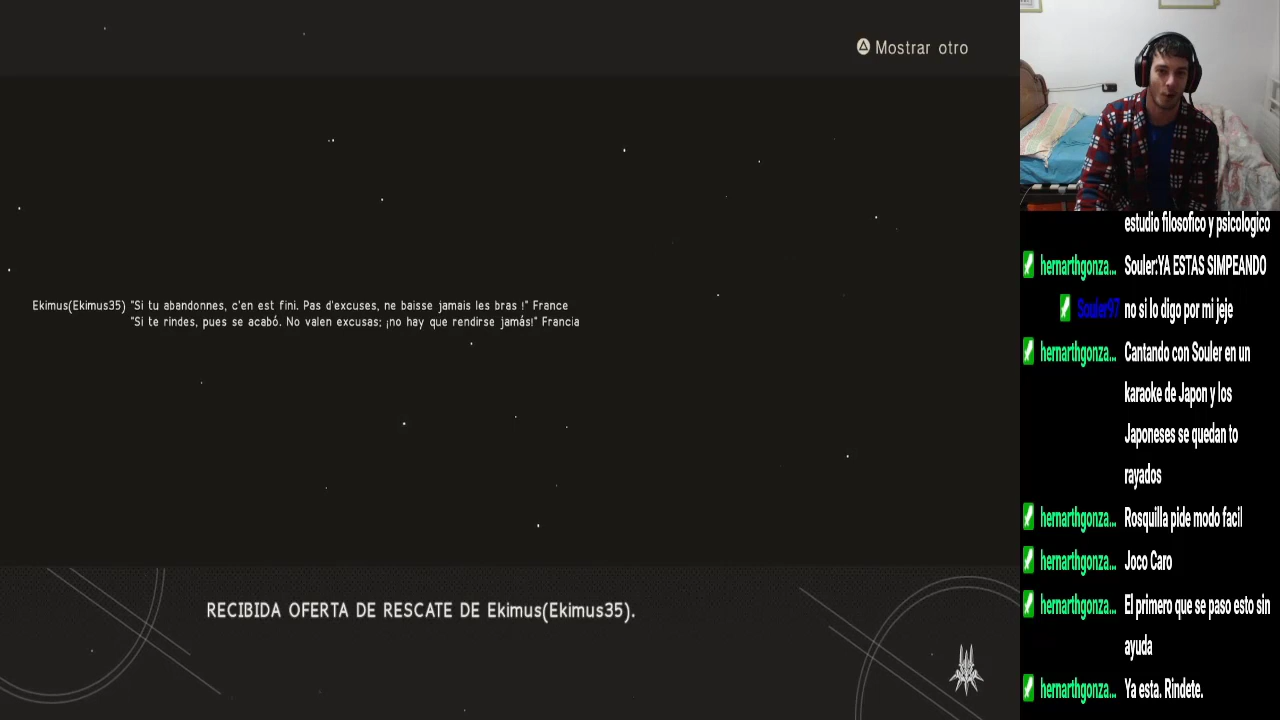 Mostrar otro
Ekimus(Ekimus35) "Si tu abandonnes, c'en est fini. Pas d'excuses, ne baisse jamais les bras !" France
"Si te rindes, pues se acabó. No valen excusas; ¡no hay que rendirse jamás!" Francia
RECIBIDA OFERTA DE RESCATE DE Ekimus(Ekimus35).
estudio filosofico y psicologico
hernarthgonza... Souler:YA ESTAS SIMPEANDO
Souler97 no si lo digo por mi jeje
hernarthgonza... Cantando con Souler en un
karaoke de Japon y los
Japoneses se quedan to
rayados
hernarthgonza... Rosquilla pide modo facil
hernarthgonza... Joco Caro
hernarthgonza... El primero que se paso esto sin
ayuda
hernarthgonza... Ya esta. Rindete.